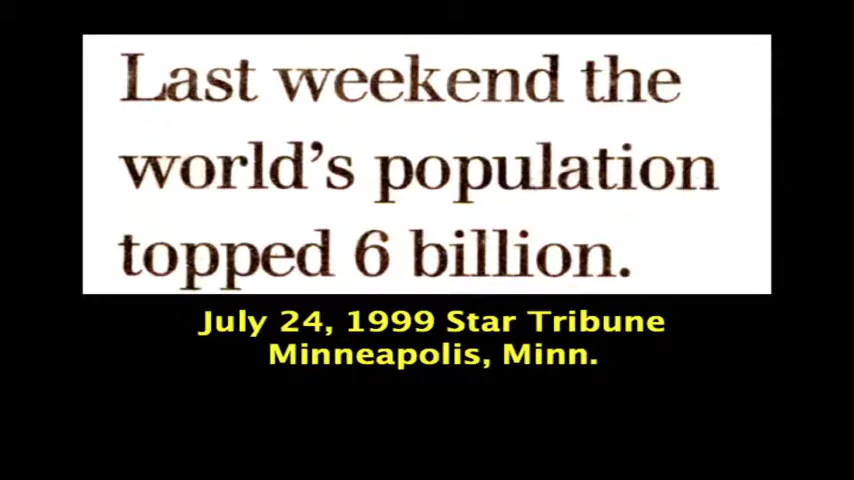 Last weekend the
world’s population
topped 6 billion.
July 24, 1999 Star Tribune
Minneapolis, Minn.